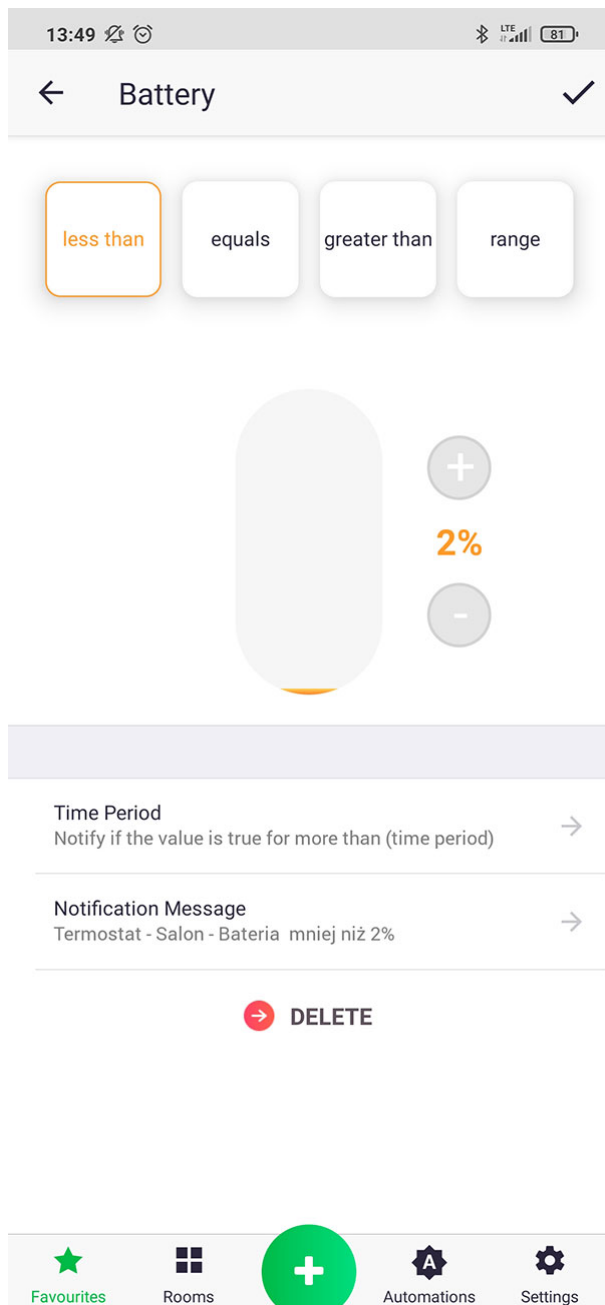 13:49 LTE 81
Battery
less than equals greater than range
+
2%
-
Time Period
Notify if the value is true for more than (time period)
Notification Message
Termostat - Salon - Bateria  mniej niż 2%
DELETE
A
Favourites Rooms Automations Settings